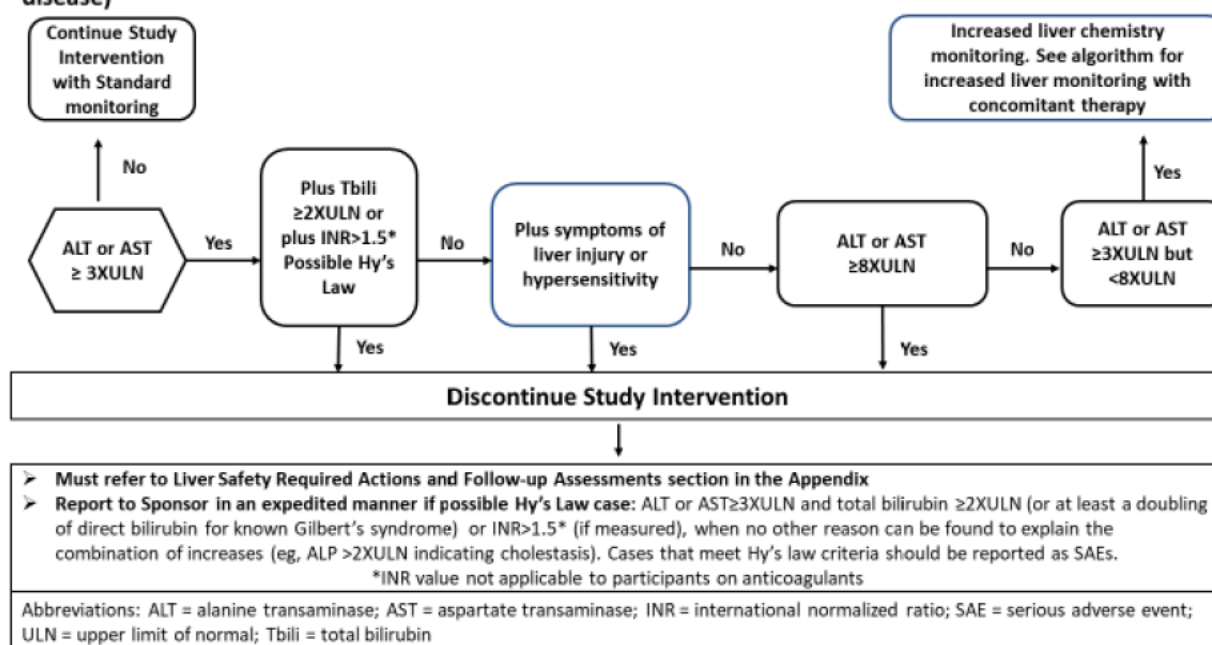 disease)
Continue Study
Intervention
with Standard
monitoring
Increased liver chemistry
monitoring. See algorithm for
increased liver monitoring with
concomitant therapy
No
Yes
ALT or AST
≥ 3XULN
Yes
Plus Tbili
≥2XULN or
plus INR>1.5*
Possible Hy's
Law
No
Plus symptoms of
liver injury or
hypersensitivity
No
ALT or AST
≥8XULN
No
ALT or AST
≥3XULN but
<8XULN
Yes
Yes
Yes
Discontinue Study Intervention
➢ Must refer to Liver Safety Required Actions and Follow-up Assessments section in the Appendix
➢ Report to Sponsor in an expedited manner if possible Hy's Law case: ALT or AST≥3XULN and total bilirubin ≥2XULN (or at least a doubling
of direct bilirubin for known Gilbert's syndrome) or INR>1.5* (if measured), when no other reason can be found to explain the
combination of increases (eg, ALP >2XULN indicating cholestasis). Cases that meet Hy's law criteria should be reported as SAEs.
*INR value not applicable to participants on anticoagulants
Abbreviations: ALT = alanine transaminase; AST = aspartate transaminase; INR = international normalized ratio; SAE = serious adverse event;
ULN = upper limit of normal; Tbili = total bilirubin